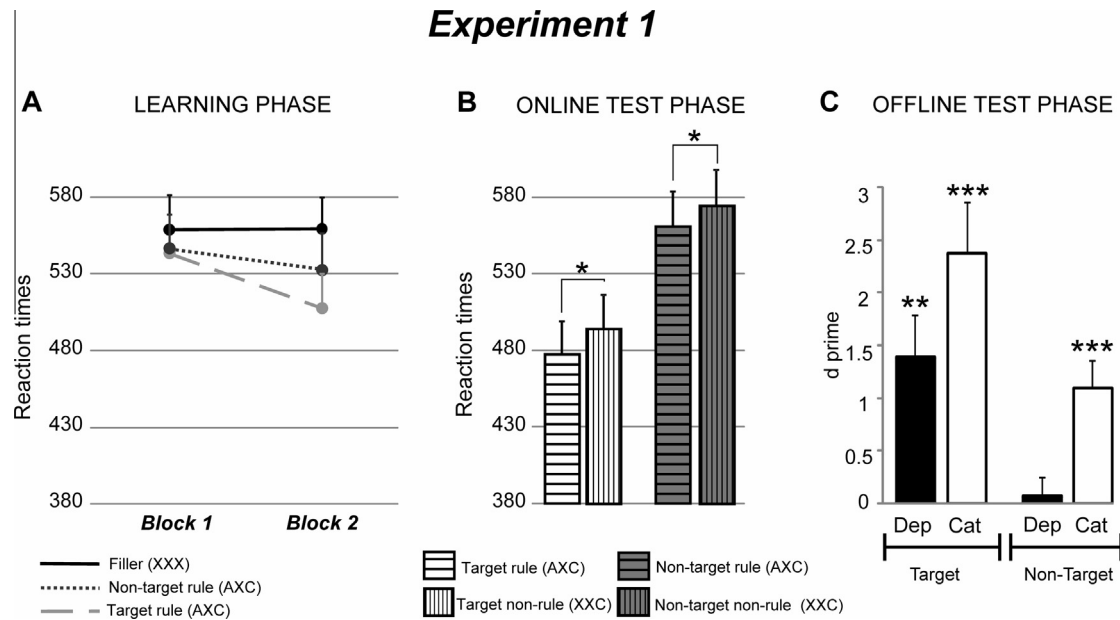 Experiment 1
A LEARNING PHASE
Reaction times
580
530
480
430
380
Block 1 Block 2
Filler (XXX)
Non-target rule (AXC)
Target rule (AXC)
B ONLINE TEST PHASE
Reaction times
580
530
480
430
380
*
*
Target rule (AXC) Non-target rule (AXC)
Target non-rule (XXC) Non-target non-rule (XXC)
C OFFLINE TEST PHASE
d prime
3
2.5
2
1.5
1
0.5
0
**
***
***
Dep Cat Dep Cat
Target Non-Target